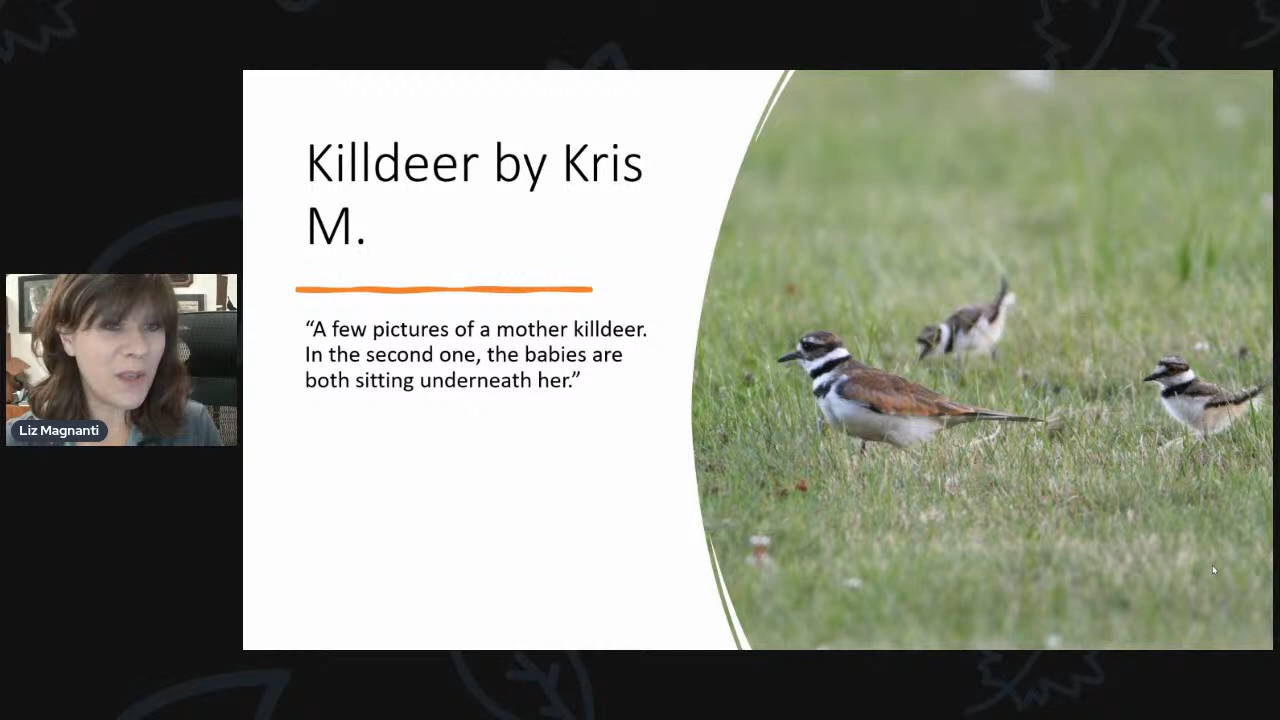 Killdeer by Kris
M.
“A few pictures of a mother killdeer.
In the second one, the babies are
both sitting underneath her.”
Liz Magnanti